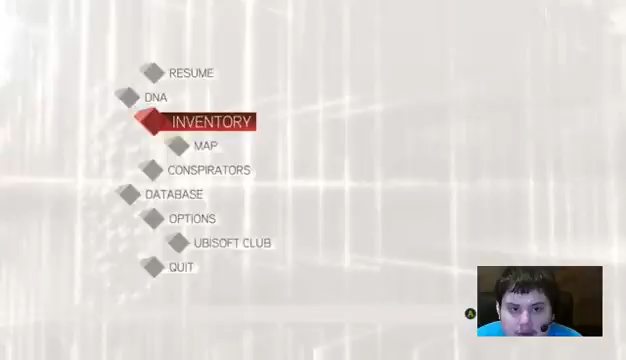 RESUME
DNA
INVENTORY
MAP
CONSPIRATORS
DATABASE
OPTIONS
UBISOFT CLUB
QUIT
A